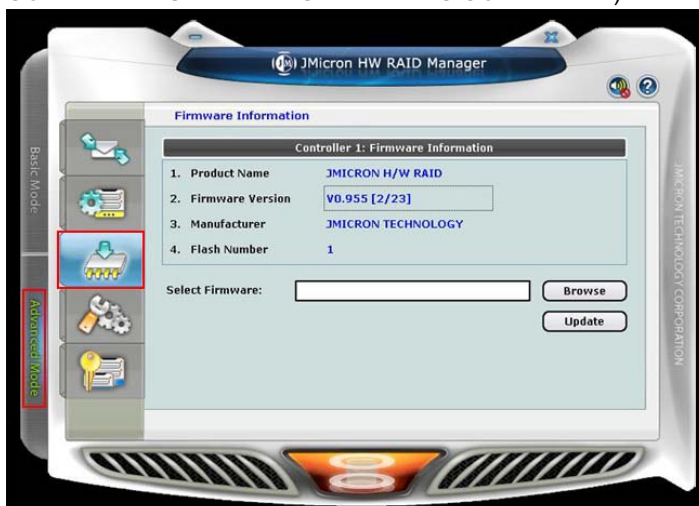 JMicron HW RAID Manager
Firmware Information
Controller 1: Firmware Information
1. Product Name JMICRON H/W RAID
2. Firmware Version V0.955 [2/23]
3. Manufacturer JMICRON TECHNOLOGY
4. Flash Number 1
Select Firmware: Browse
Update
Basic Mode
Advanced Mode
JMICRON TECHNOLOGY CORPORATION